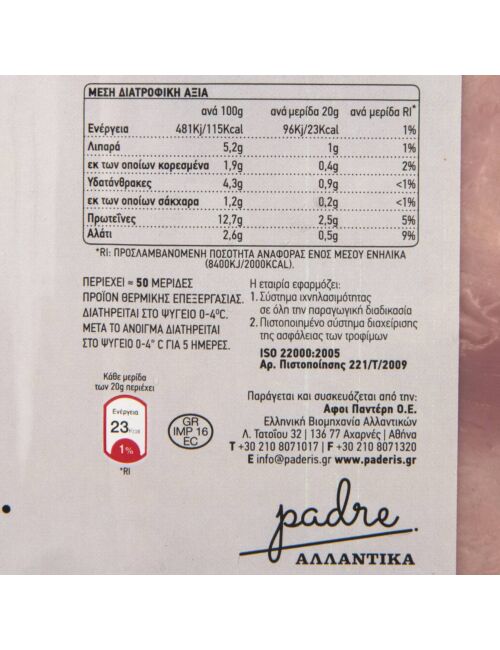 ΜΕΣΗ ΔΙΑΤΡΟΦΙΚΗ ΑΞΙΑ
ανά 100g ανά μερίδα 20g ανά μερίδα RI*
Ενέργεια 481Kj/115Kcal 96Kj/23Kcal 1%
Λιπαρά 5,2g 1g 1%
εκ των οποίων κορεσμένα 1,9g 0,4g 2%
Υδατάνθρακες 4,3g 0,9g <1%
εκ των οποίων σάκχαρα 1,2g 0,2g <1%
Πρωτεΐνες 12,7g 2,5g 5%
Αλάτι 2,6g 0,5g 9%
*RI: ΠΡΟΣΛΑΜΒΑΝΟΜΕΝΗ ΠΟΣΟΤΗΤΑ ΑΝΑΦΟΡΑΣ ΕΝΟΣ ΜΕΣΟΥ ΕΝΗΛΙΚΑ
(8400KJ/2000KCAL).
ΠΕΡΙΕΧΕΙ ≈ 50 ΜΕΡΙΔΕΣ
ΠΡΟΪΟΝ ΘΕΡΜΙΚΗΣ ΕΠΕΞΕΡΓΑΣΙΑΣ.
ΔΙΑΤΗΡΕΙΤΑΙ ΣΤΟ ΨΥΓΕΙΟ 0-4°C.
ΜΕΤΑ ΤΟ ΑΝΟΙΓΜΑ ΔΙΑΤΗΡΕΙΤΑΙ
ΣΤΟ ΨΥΓΕΙΟ 0-4° C ΓΙΑ 5 ΗΜΕΡΕΣ.
Η εταιρία εφαρμόζει:
1. Σύστημα ιχνηλασιμότητας
σε όλη την παραγωγική διαδικασία
2. Πιστοποιημένο σύστημα διαχείρισης
της ασφάλειας των τροφίμων
ISO 22000:2005
Αρ. Πιστοποίησης 221/Τ/2009
Κάθε μερίδα
των 20g περιέχει
Ενέργεια
23Kcal
1%
*RI
GR
IMP 16
EC
Παράγεται και συσκευάζεται από την:
Αφοι Παντέρη Ο.Ε.
Ελληνική Βιομηχανία Αλλαντικών
Λ. Τατοΐου 32 | 136 77 Αχαρνές | Αθήνα
T +30 210 8071017 | F +30 210 8071320
E info@paderis.gr www.paderis.gr
padre.
ΑΛΛΑΝΤΙΚΑ